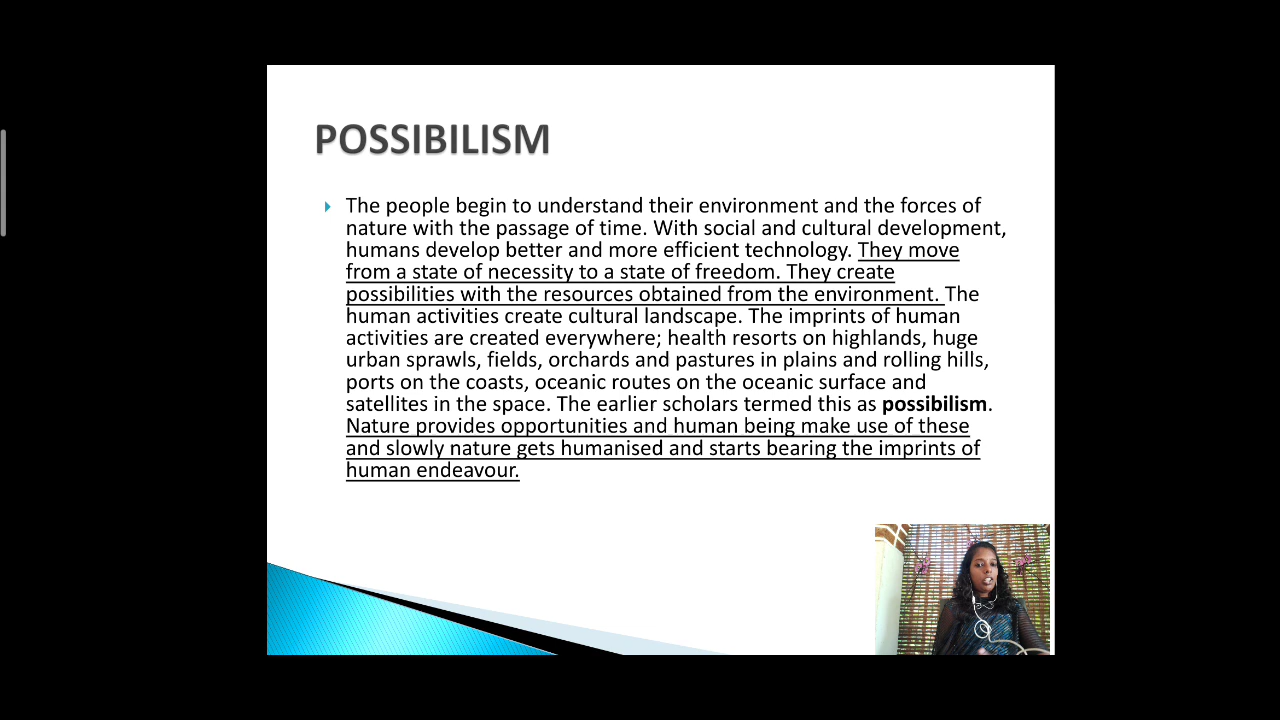 POSSIBILISM
The people begin to understand their environment and the forces of
nature with the passage of time. With social and cultural development,
humans develop better and more efficient technology. They move
from a state of necessity to a state of freedom. They create
possibilities with the resources obtained from the environment. The
human activities create cultural landscape. The imprints of human
activities are created everywhere; health resorts on highlands, huge
urban sprawls, fields, orchards and pastures in plains and rolling hills,
ports on the coasts, oceanic routes on the oceanic surface and
satellites in the space. The earlier scholars termed this as possibilism.
Nature provides opportunities and human being make use of these
and slowly nature gets humanised and starts bearing the imprints of
human endeavour.